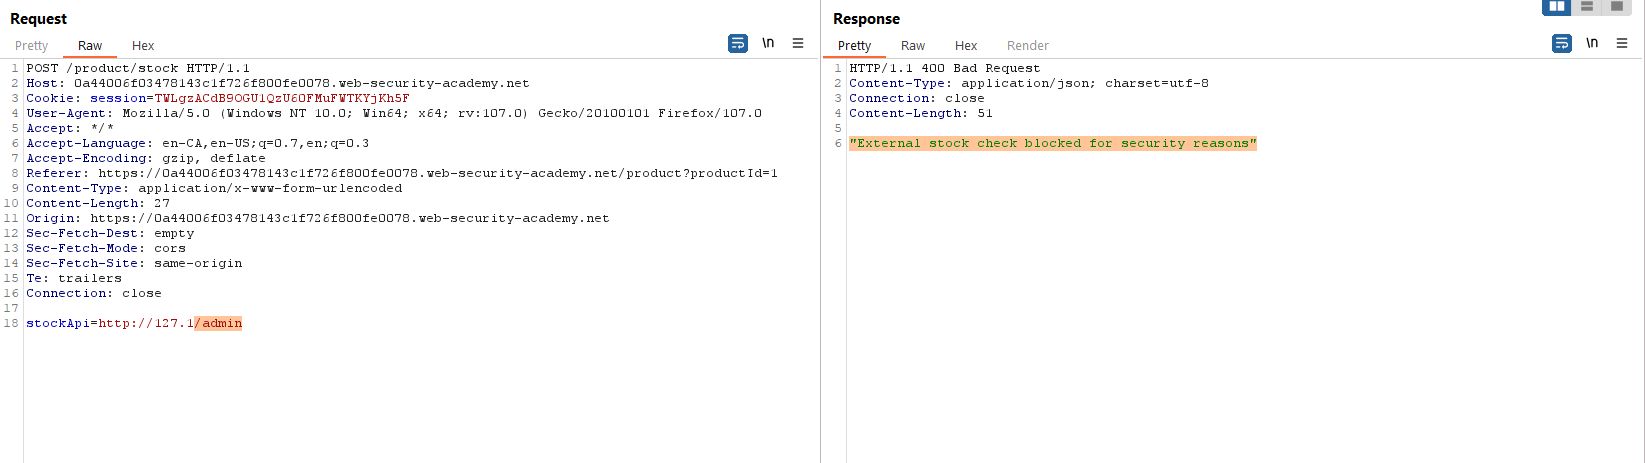 Request
Pretty Raw Hex
\n
1 POST /product/stock HTTP/1.1
2 Host: 0a44006f03478143c1f726f800fe0078.web-security-academy.net
3 Cookie: session=TWLgzACdB9OGU1QzU60FMuFWTKYjKh5F
4 User-Agent: Mozilla/5.0 (Windows NT 10.0; Win64; x64; rv:107.0) Gecko/20100101 Firefox/107.0
5 Accept: */*
6 Accept-Language: en-CA,en-US;q=0.7,en;q=0.3
7 Accept-Encoding: gzip, deflate
8 Referer: https://0a44006f03478143c1f726f800fe0078.web-security-academy.net/product?productId=1
9 Content-Type: application/x-www-form-urlencoded
10 Content-Length: 27
11 Origin: https://0a44006f03478143c1f726f800fe0078.web-security-academy.net
12 Sec-Fetch-Dest: empty
13 Sec-Fetch-Mode: cors
14 Sec-Fetch-Site: same-origin
15 Te: trailers
16 Connection: close
17
18 stockApi=http://127.1/admin
Response
Pretty Raw Hex Render
\n
1 HTTP/1.1 400 Bad Request
2 Content-Type: application/json; charset=utf-8
3 Connection: close
4 Content-Length: 51
5
6 "External stock check blocked for security reasons"